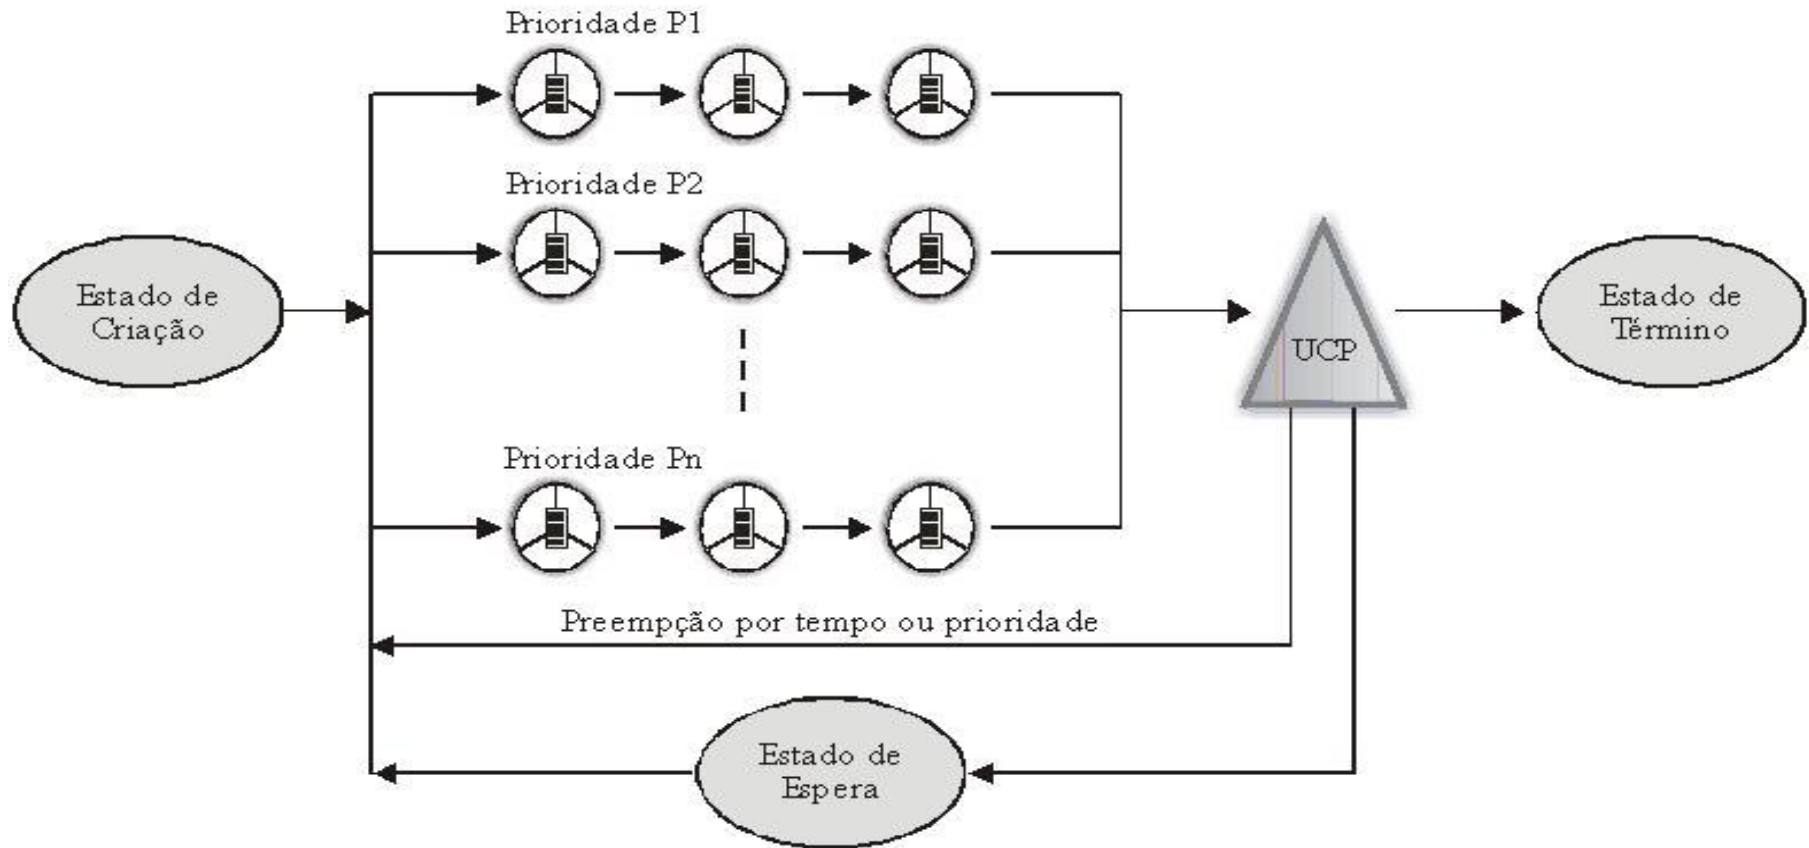 Prioridade P1
Prioridade P2
Estado de
Criação
Estado de
Término
UCP
Prioridade Pn
Preempção por tempo ou prioridade
Estado de
Espera